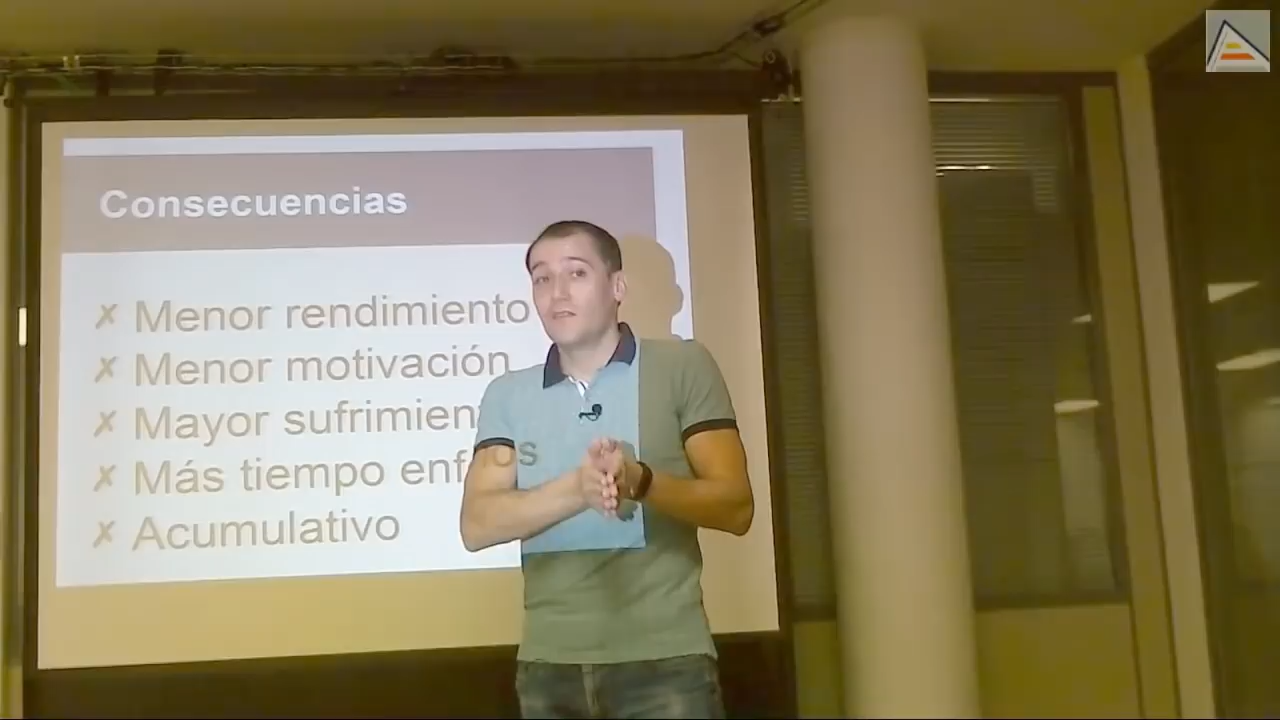 Consecuencias
✗ Menor rendimiento
✗ Menor motivación
✗ Mayor
✗ Más tiempo
✗ Acumulativo